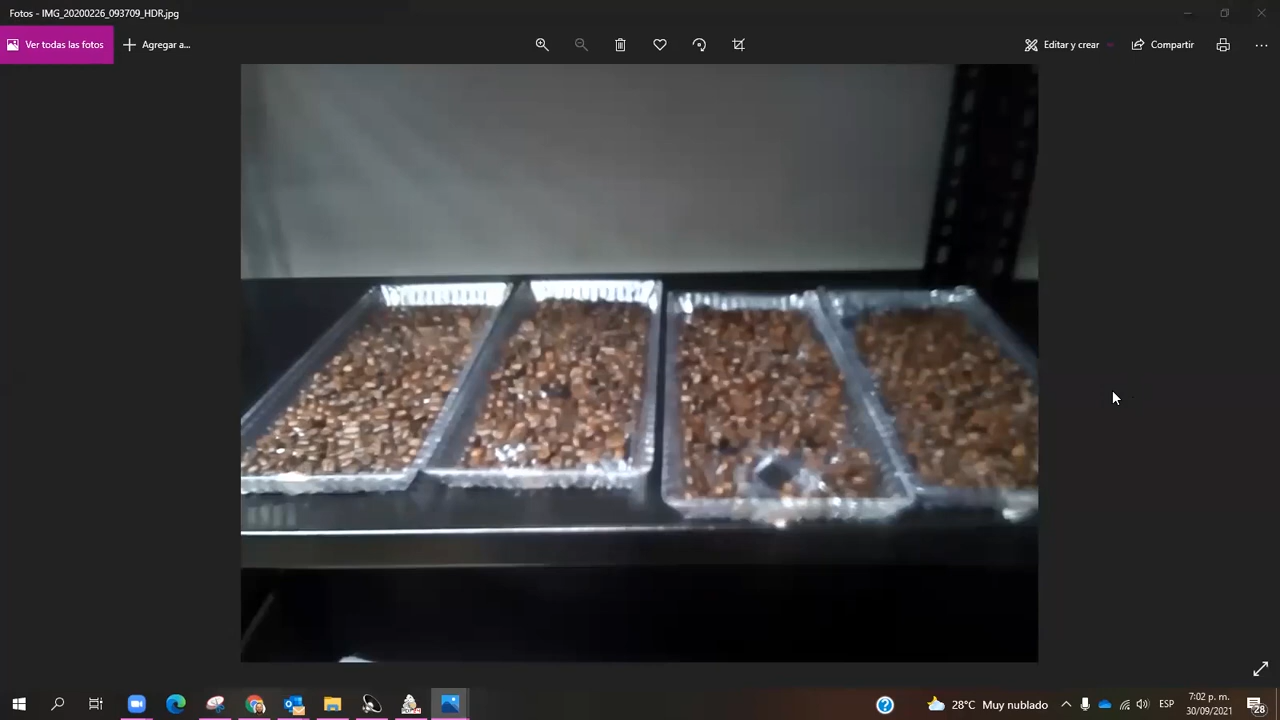 Fotos - IMG_20200226_093709_HDR.jpg
Ver todas las fotos
Agregar a...
Editar y crear
Compartir
28°C Muy nublado
ESP
7:02 p. m.
30/09/2021
28